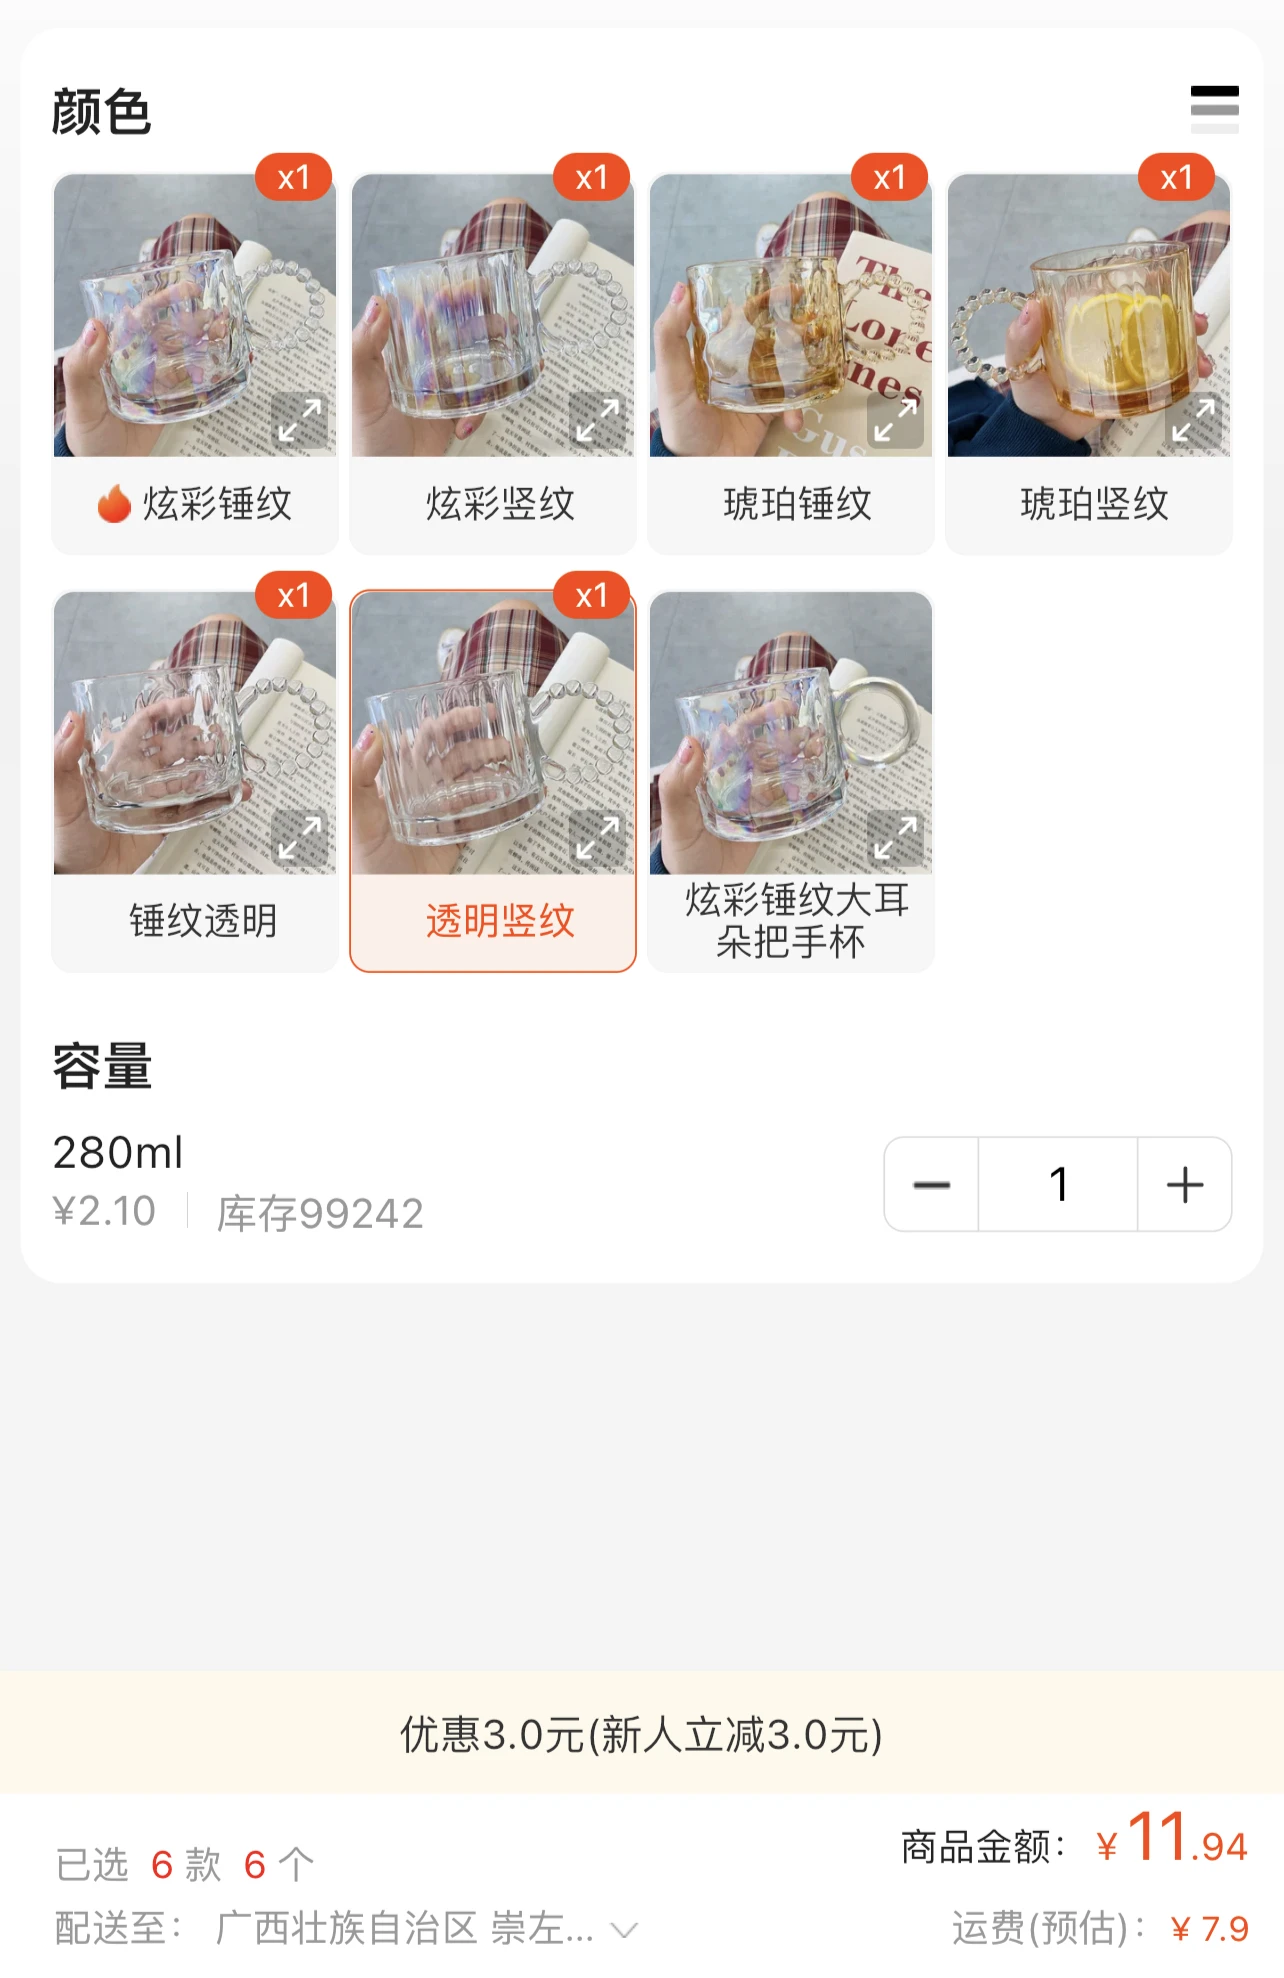 颜色
x1
x1
x1
x1
炫彩锤纹
炫彩竖纹
琥珀锤纹
琥珀竖纹
x1
x1
锤纹透明
透明竖纹
炫彩锤纹大耳
朵把手杯
容量
280ml
¥2.10 库存99242
1
优惠3.0元(新人立减3.0元)
已选 6 款 6 个
商品金额: ¥11.94
配送至: 广西壮族自治区 崇左...
运费(预估): ¥7.9